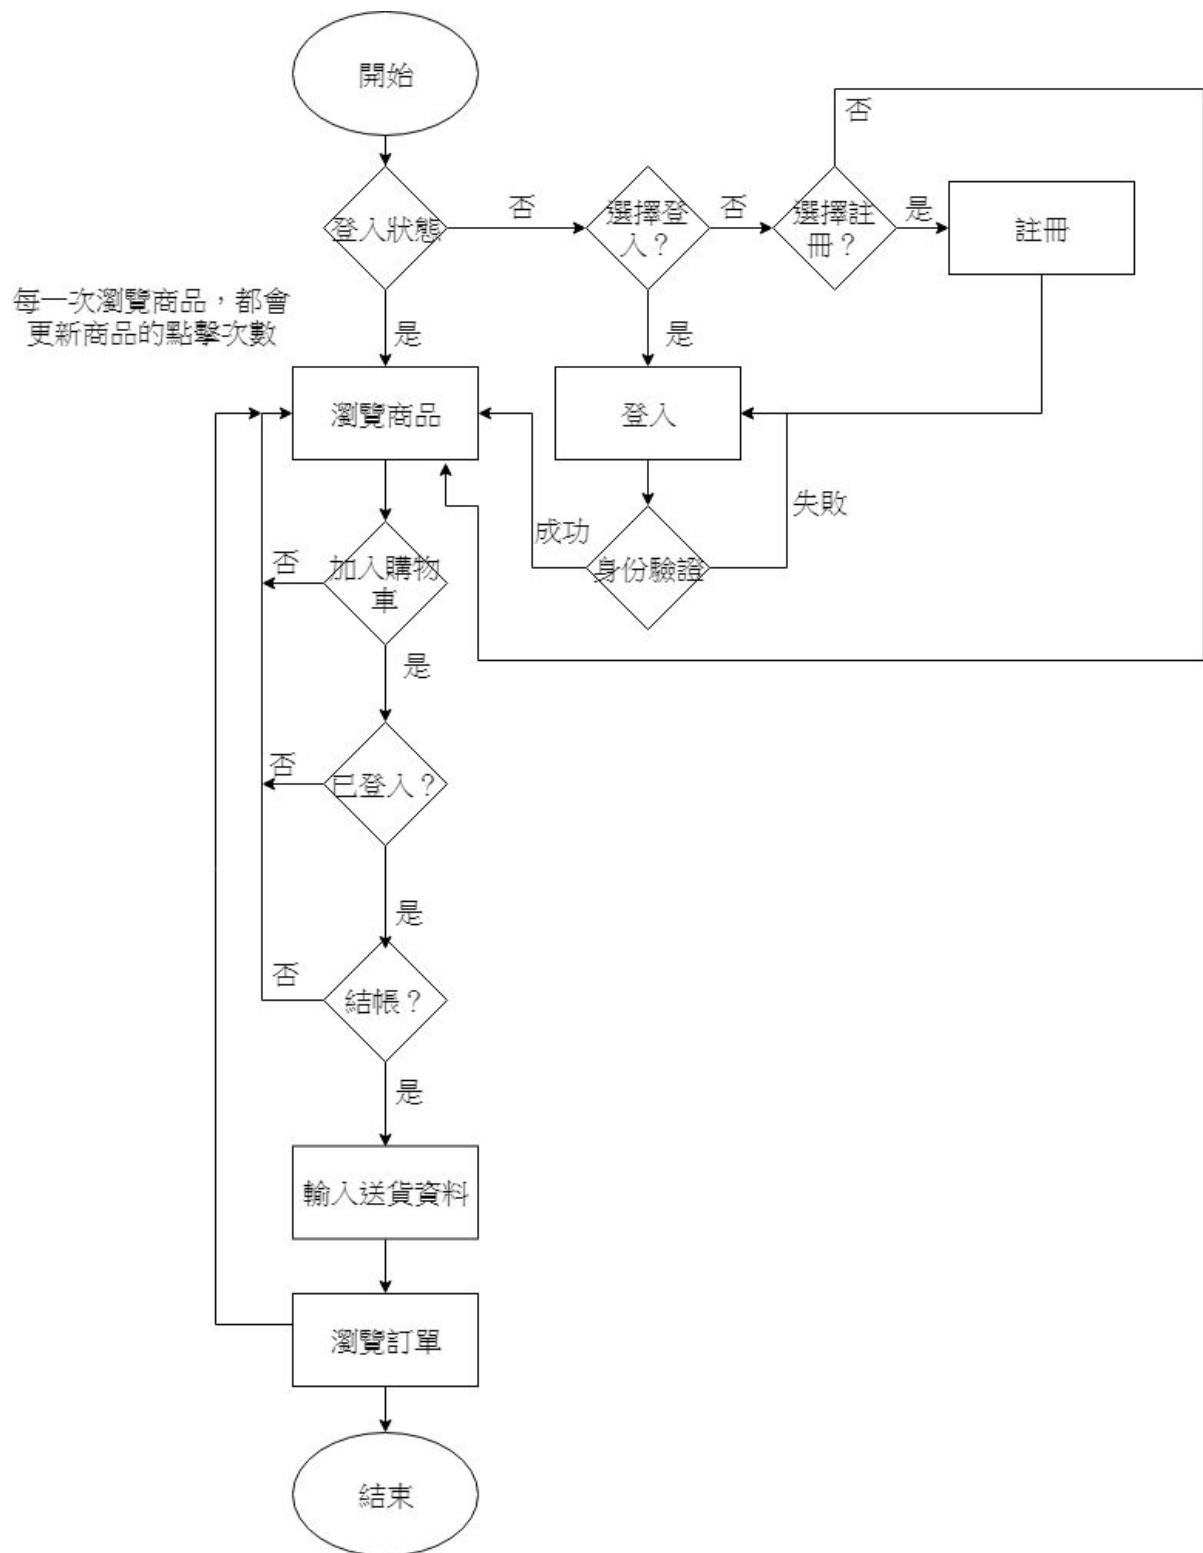 開始
否
登入狀態
否
選擇登
入？
否
選擇註
冊？
是
註冊
每一次瀏覽商品，都會
更新商品的點擊次數
是
是
瀏覽商品
登入
失敗
成功
身份驗證
否
加入購物
車
是
否
已登入？
是
否
結帳？
是
輸入送貨資料
瀏覽訂單
結束